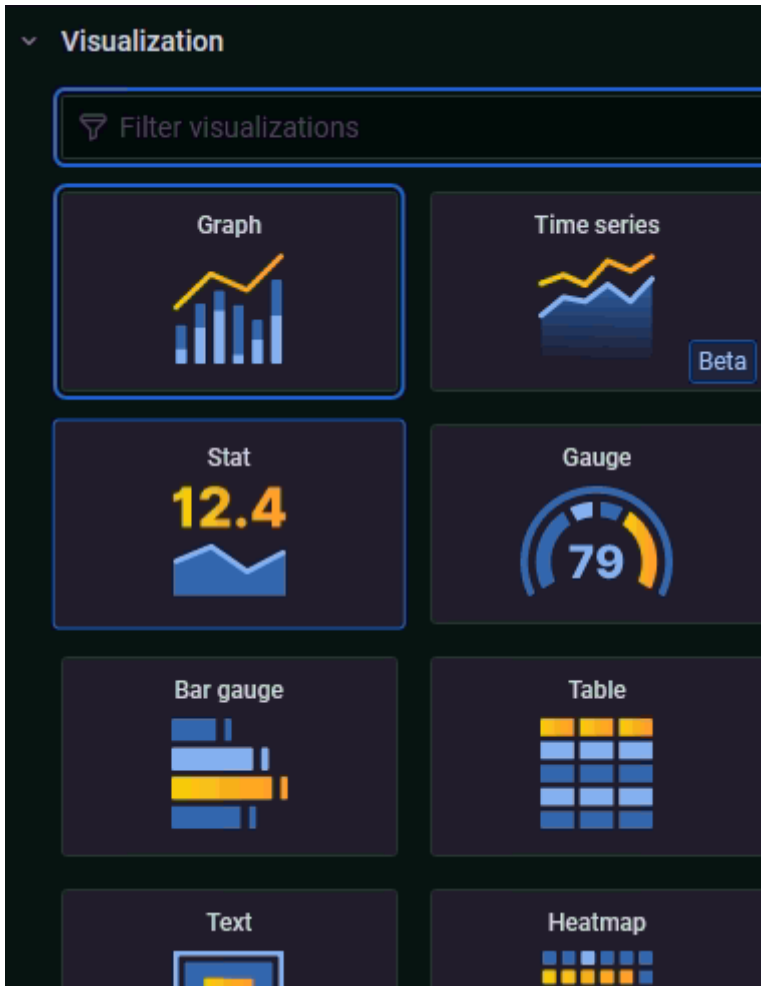 Visualization
Filter visualizations
Graph
Time series
Beta
Stat
12.4
Gauge
79
Bar gauge
Table
Text
Heatmap